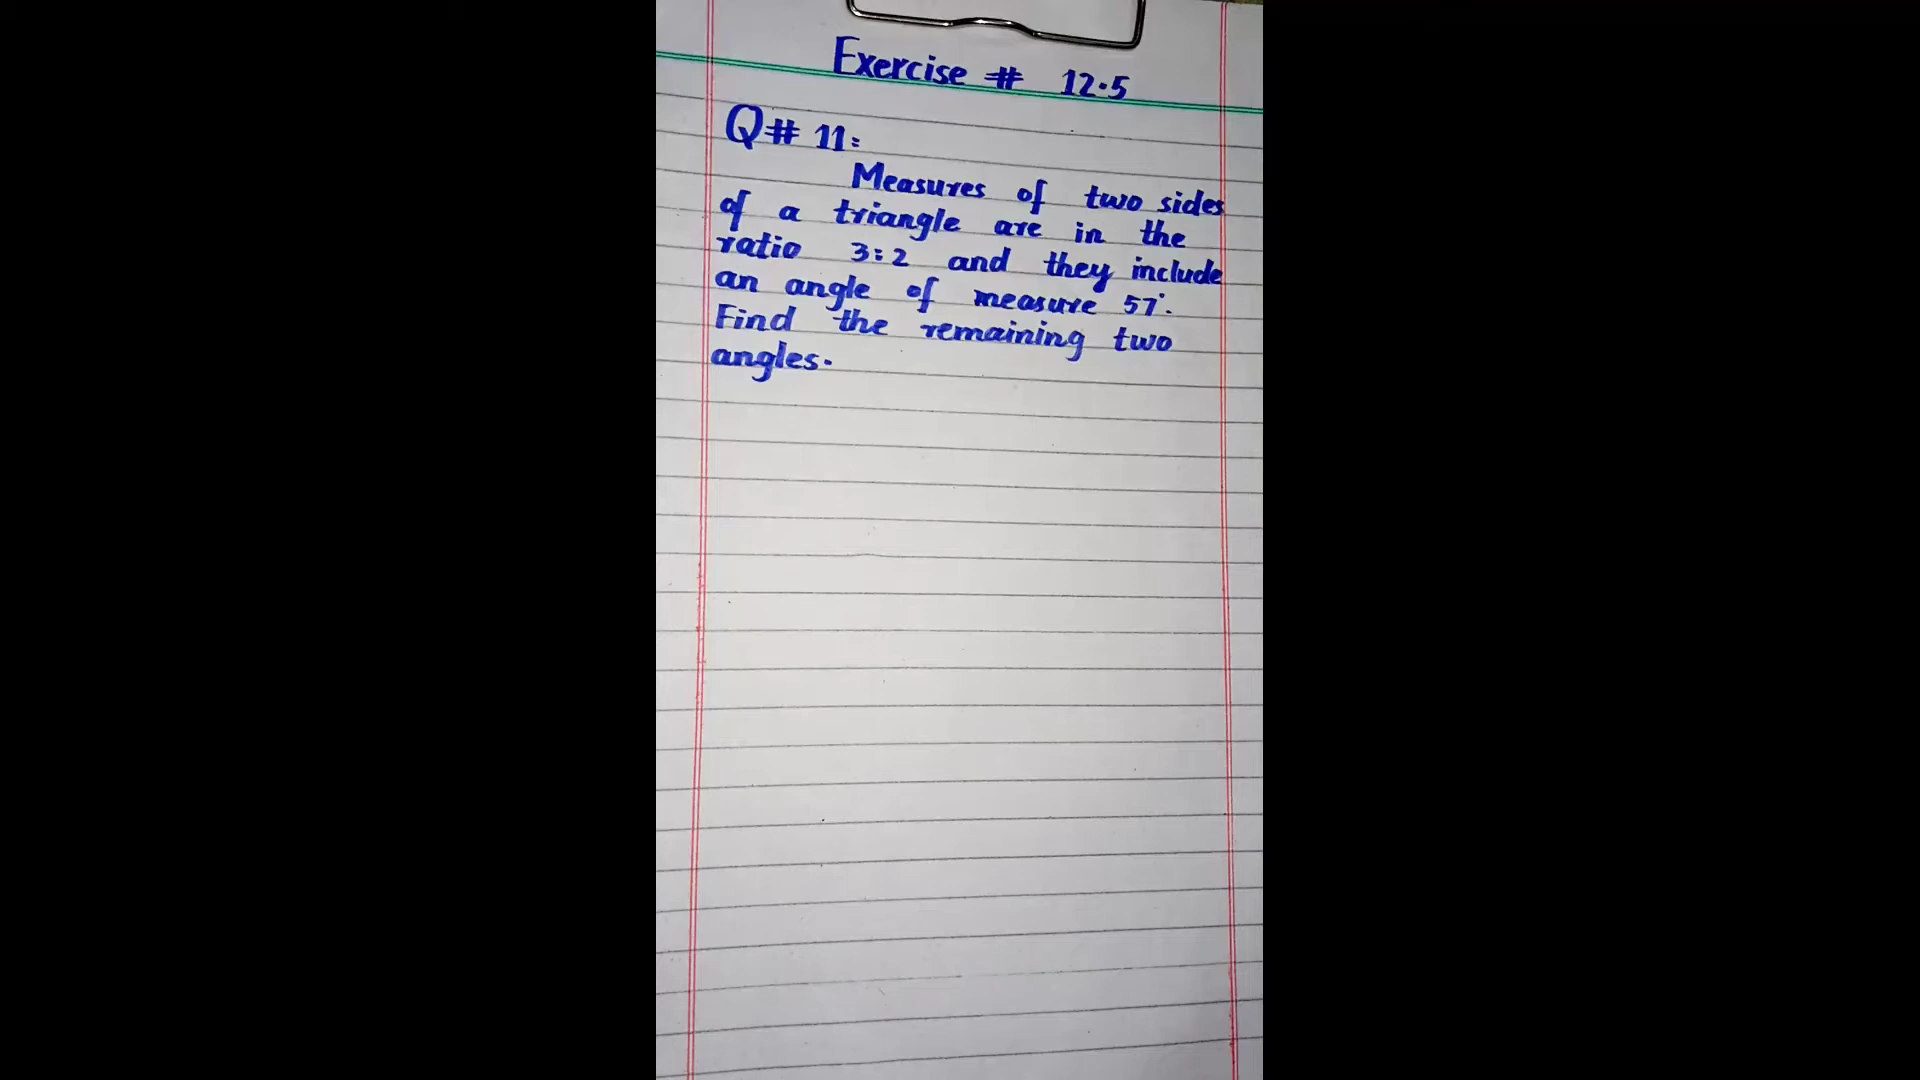 Exercise # 12.5
Q# 11:
Measures of two sides
of a triangle are in the
ratio 3:2 and they include
an angle of measure 57°.
Find the remaining two
angles.